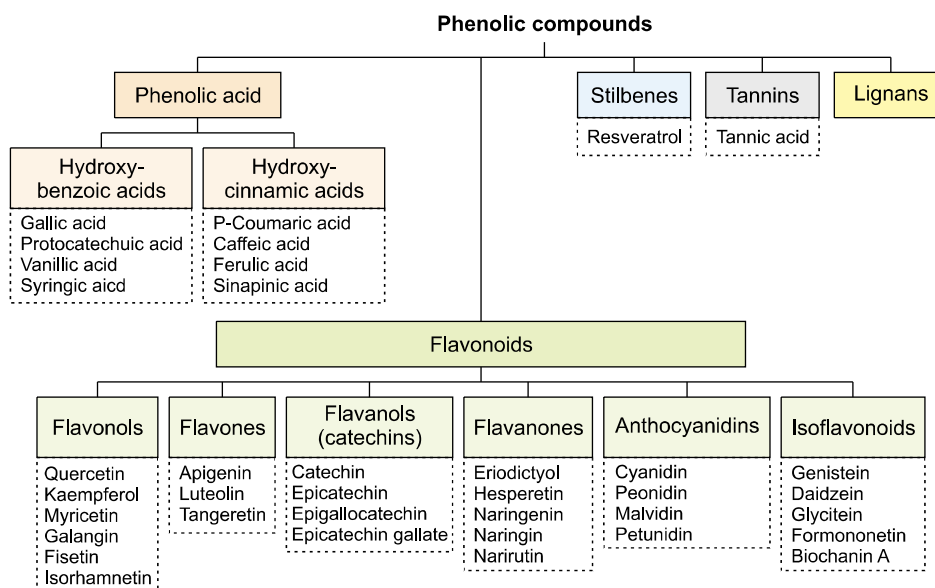 Phenolic compounds
Phenolic acid
Stilbenes
Resveratrol
Tannins
Tannic acid
Lignans
Hydroxy-
benzoic acids
Gallic acid
Protocatechuic acid
Vanillic acid
Syringic aicd
Hydroxy-
cinnamic acids
P-Coumaric acid
Caffeic acid
Ferulic acid
Sinapinic acid
Flavonoids
Flavonols
Quercetin
Kaempferol
Myricetin
Galangin
Fisetin
Isorhamnetin
Flavones
Apigenin
Luteolin
Tangeretin
Flavanols
(catechins)
Catechin
Epicatechin
Epigallocatechin
Epicatechin gallate
Flavanones
Eriodictyol
Hesperetin
Naringenin
Naringin
Narirutin
Anthocyanidins
Cyanidin
Peonidin
Malvidin
Petunidin
Isoflavonoids
Genistein
Daidzein
Glycitein
Formononetin
Biochanin A